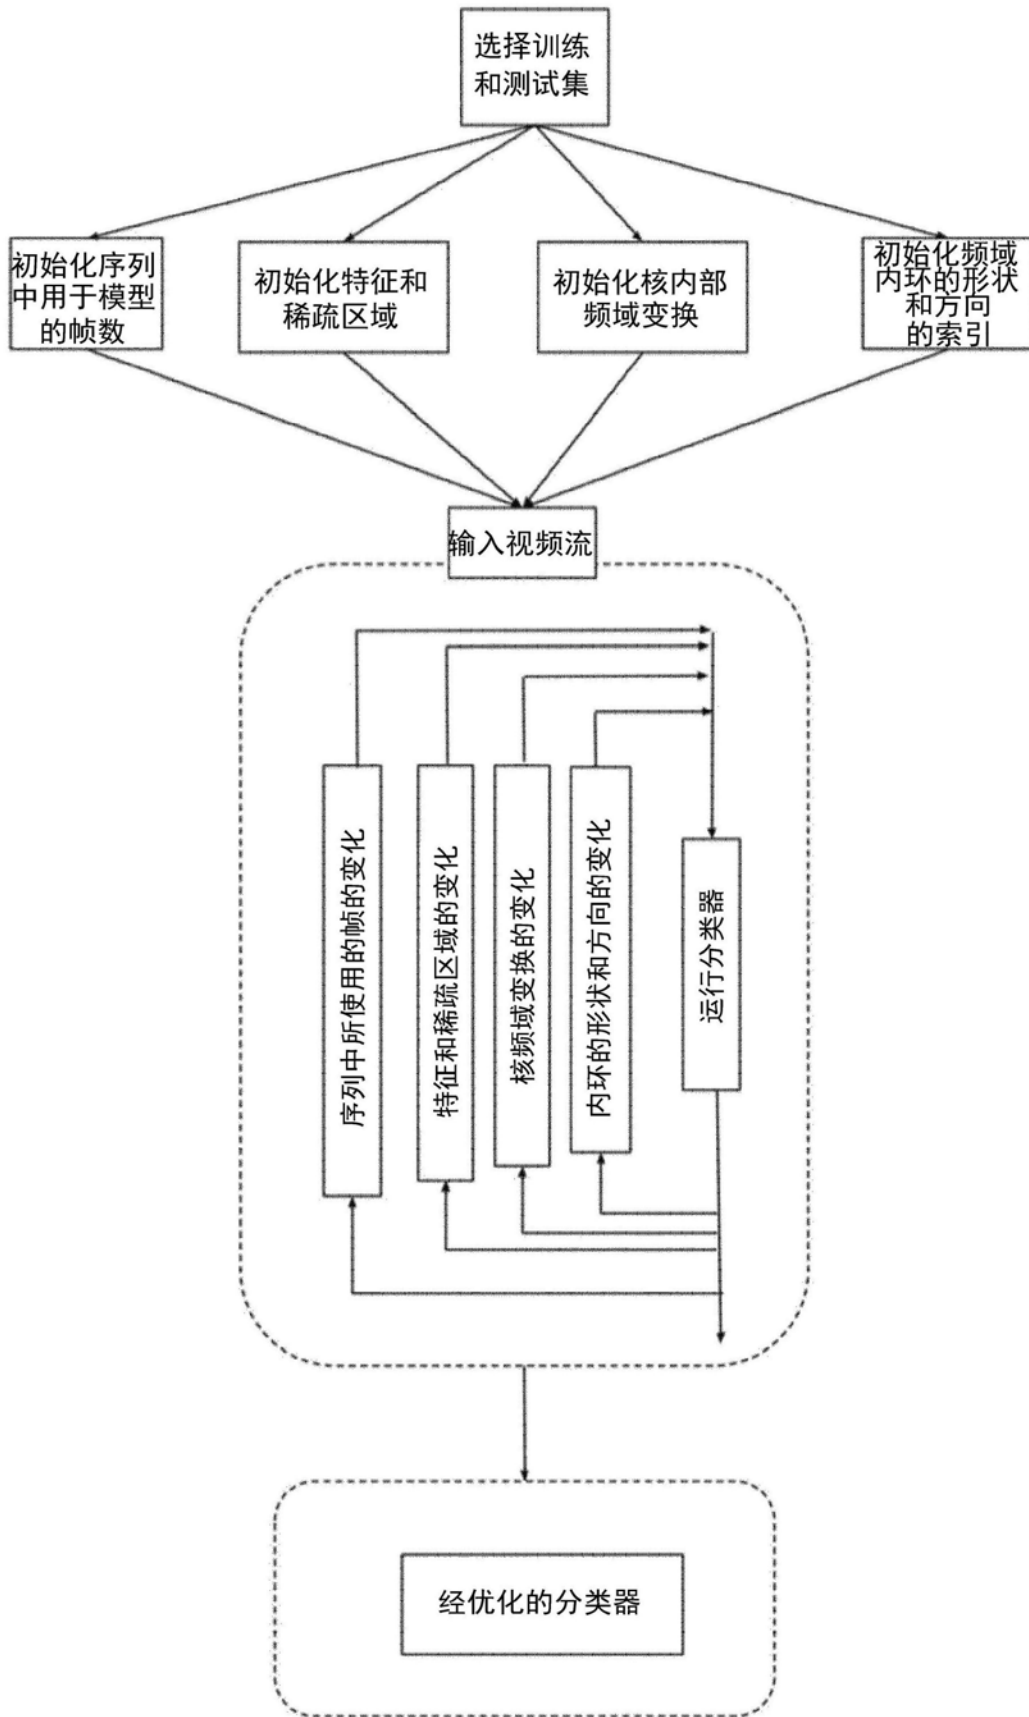 选择训练
和测试集
初始化序列
中用于模型
的帧数
初始化特征和
稀疏区域
初始化核内部
频域变换
初始化频域
内环的形状
和方向
的索引
输入视频流
序列中所使用的帧的变化
特征和稀疏区域的变化
核频域变换的变化
内环的形状和方向的变化
运行分类器
经优化的分类器